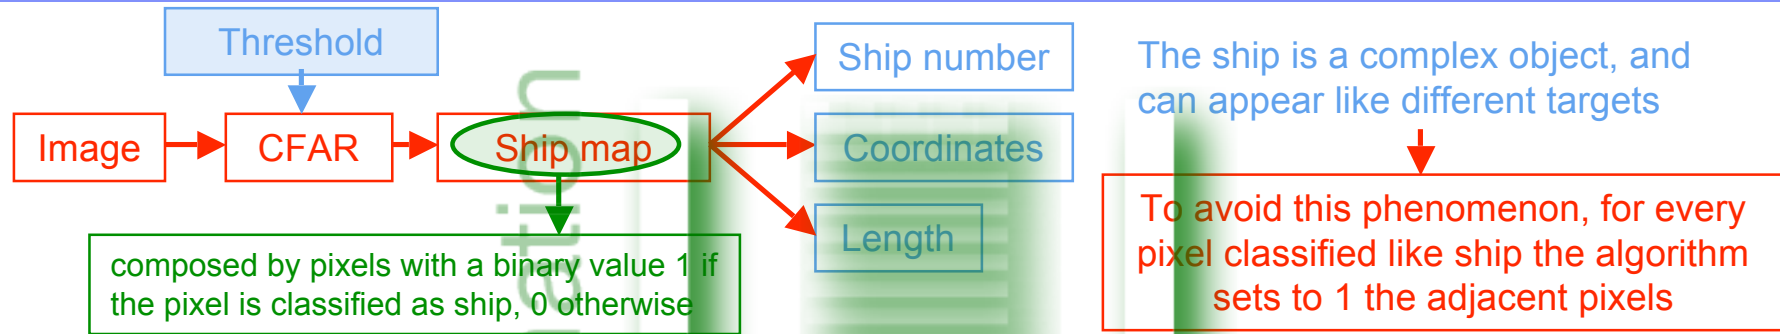 Threshold
Image
CFAR
Ship map
Ship number
Coordinates
Length
composed by pixels with a binary value 1 if
the pixel is classified as ship, 0 otherwise
The ship is a complex object, and
can appear like different targets
To avoid this phenomenon, for every
pixel classified like ship the algorithm
sets to 1 the adjacent pixels
mation